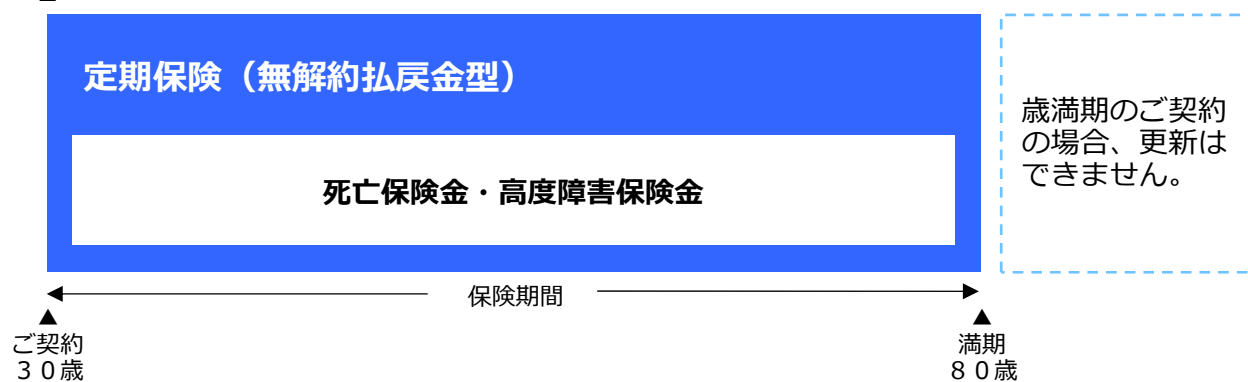 定期保険（無解約払戻金型）
死亡保険金・高度障害保険金
歳満期のご契約
の場合、更新は
できません。
保険期間
▲
ご契約
３０歳
▲
満期
８０歳